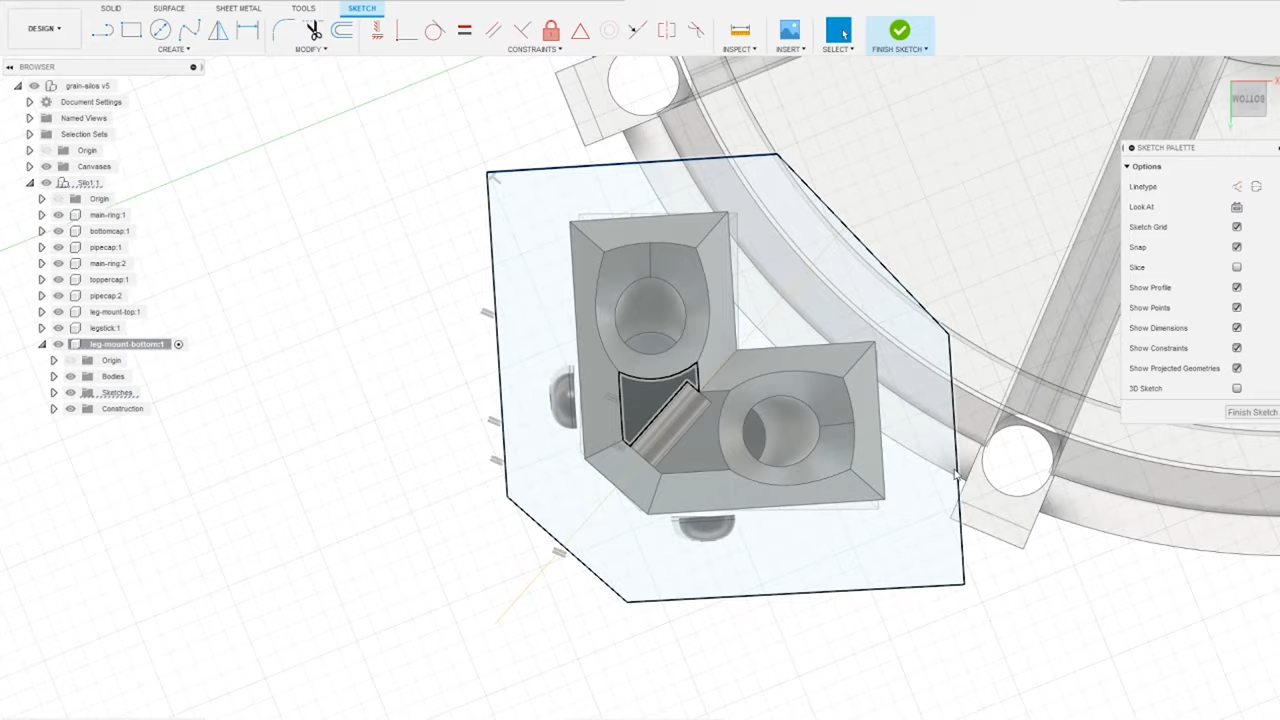 SOLID SURFACE SHEET METAL TOOLS SKETCH
DESIGN
CREATE MODIFY CONSTRAINTS INSPECT INSERT SELECT FINISH SKETCH
BROWSER
grain-silos v5
Document Settings
Named Views
Selection Sets
Origin
Canvases
Silo1:1
Origin
main-ring:1
bottomcap:1
pipecap:1
main-ring:2
toppercap:1
pipecap:2
leg-mount-top:1
legstick:1
leg-mount-bottom:1
Origin
Bodies
Sketches
Construction
BOTTOM
X
SKETCH PALETTE
Options
Linetype
Look At
Sketch Grid
Snap
Slice
Show Profile
Show Points
Show Dimensions
Show Constraints
Show Projected Geometries
3D Sketch
Finish Sketch